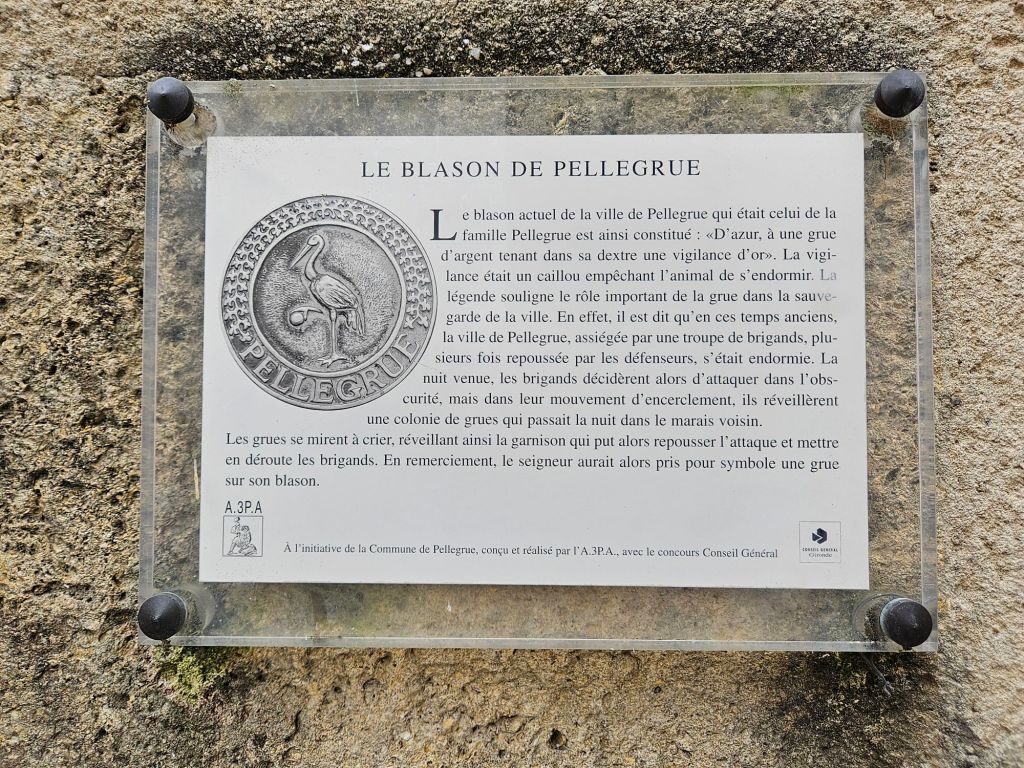 LE BLASON DE PELLEGRUE
Le blason actuel de la ville de Pellegrue qui était celui de la
famille Pellegrue est ainsi constitué : «D'azur, à une grue
d'argent tenant dans sa dextre une vigilance d'or». La vigi-
lance était un caillou empêchant l'animal de s'endormir. La
légende souligne le rôle important de la grue dans la sauve-
garde de la ville. En effet, il est dit qu'en ces temps anciens,
la ville de Pellegrue, assiégée par une troupe de brigands, plu-
sieurs fois repoussée par les défenseurs, s'était endormie. La
nuit venue, les brigands décidèrent alors d'attaquer dans l'obs-
curité, mais dans leur mouvement d'encerclement, ils réveillèrent
une colonie de grues qui passait la nuit dans le marais voisin.
Les grues se mirent à crier, réveillant ainsi la garnison qui put alors repousser l'attaque et mettre
en déroute les brigands. En remerciement, le seigneur aurait alors pris pour symbole une grue
sur son blason.
PELLEGRUE
A.3P.A
À l'initiative de la Commune de Pellegrue, conçu et réalisé par l'A.3P.A., avec le concours Conseil Général
CONSEIL GÉNÉRAL
Gironde